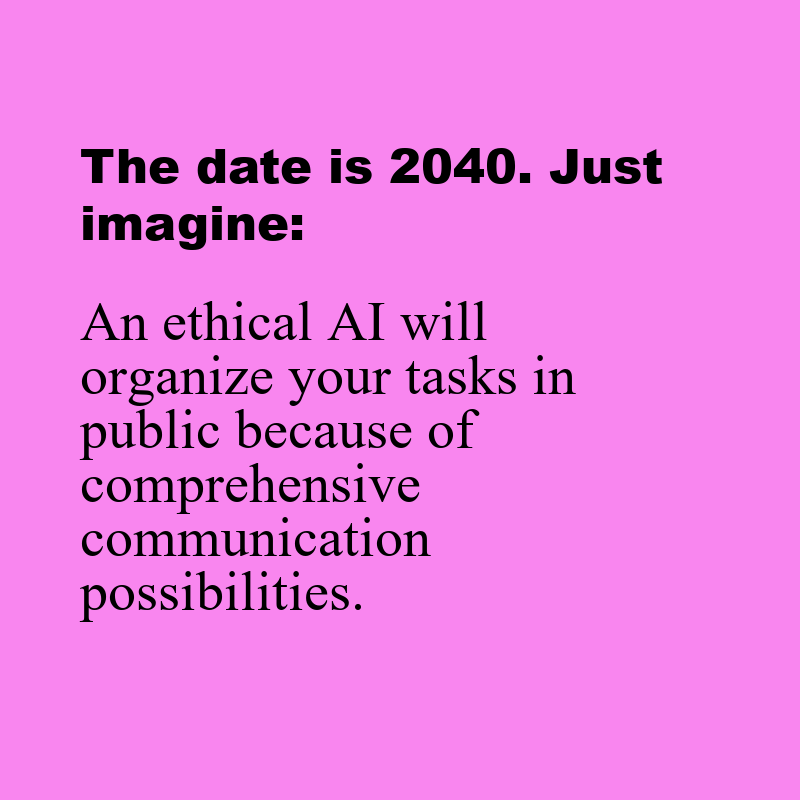 The date is 2040. Just
imagine:
An ethical AI will
organize your tasks in
public because of
comprehensive
communication
possibilities.